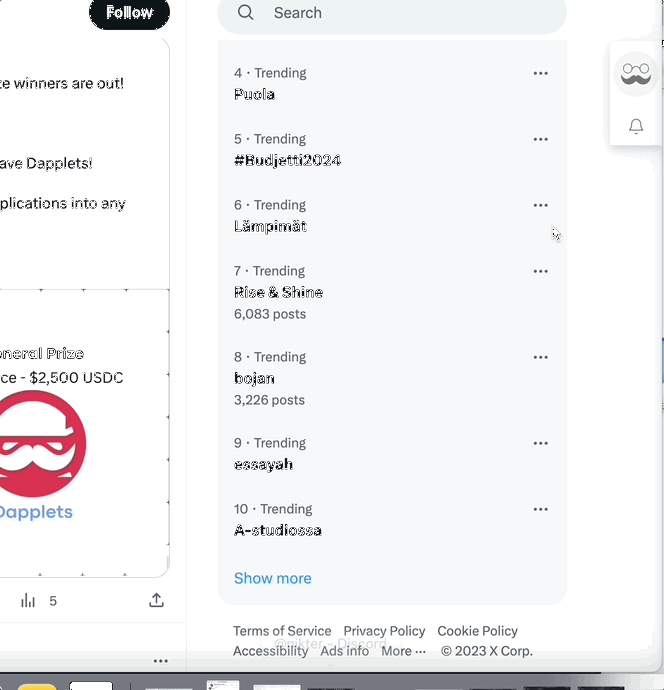 Follow
Search
e winners are out!
ave Dapplets!
plications into any
neral Prize
ce - $2,500 USDC
Dapplets
5
4 · Trending
Puola
5 · Trending
#Budjetti2024
6 · Trending
Lämpimät
7 · Trending
Rise & Shine
6,083 posts
8 · Trending
bojan
3,226 posts
9 · Trending
essayah
10 · Trending
A-studiossa
Show more
Terms of Service Privacy Policy Cookie Policy
Accessibility Ads info More ··· © 2023 X Corp.
@nikter - Discord